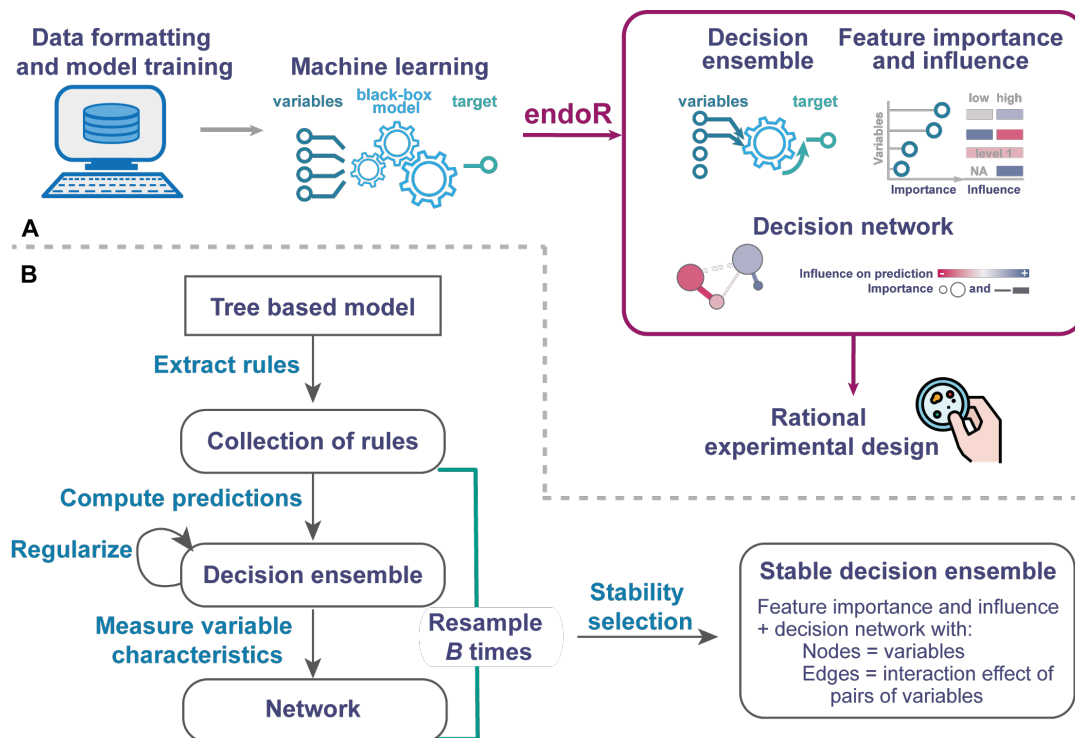 Data formatting
and model training
Machine learning
variables
black-box
model
target
endoR
Decision
ensemble
variables
target
Feature importance
and influence
low high
Variables
level 1
NA
Importance
Influence
Decision network
Influence on prediction - +
Importance and
Rational
experimental design
A
B
Tree based model
Extract rules
Collection of rules
Compute predictions
Regularize
Decision ensemble
Measure variable
characteristics
Network
Resample
B times
Stability
selection
Stable decision ensemble
Feature importance and influence
+ decision network with:
Nodes = variables
Edges = interaction effect of
pairs of variables